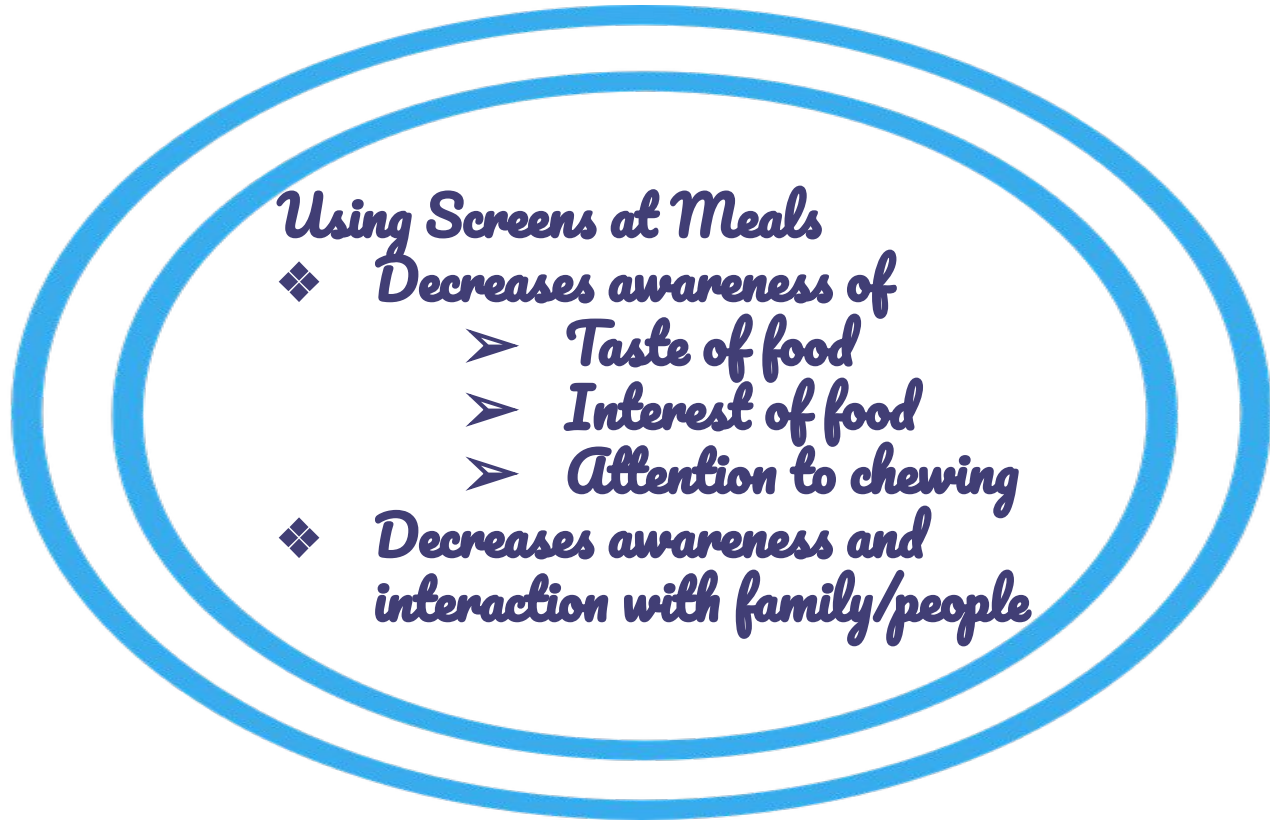 Using Screens at Meals
❖ Decreases awareness of
➢ Taste of food
➢ Interest of food
➢ Attention to chewing
❖ Decreases awareness and
interaction with family/people